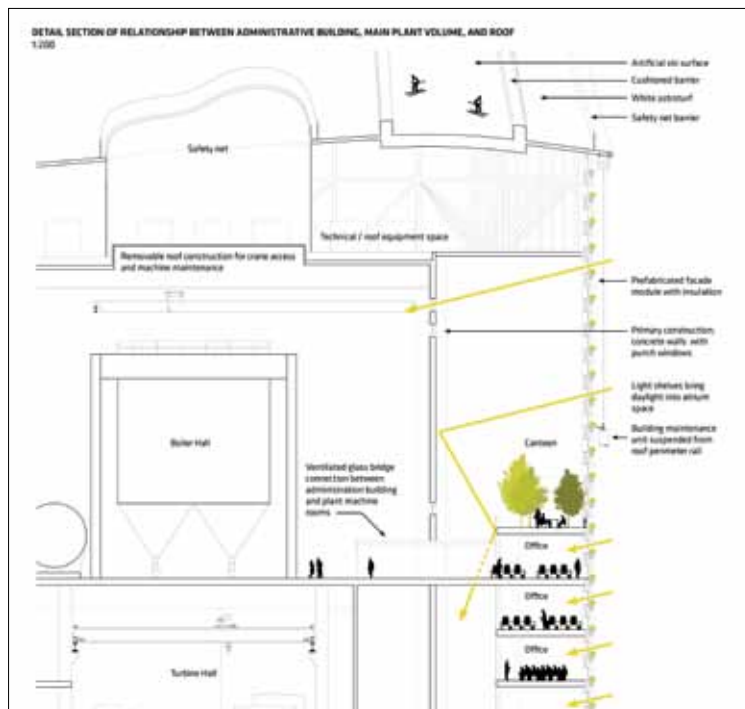 DETAIL SECTION OF RELATIONSHIP BETWEEN ADMINISTRATIVE BUILDING, MAIN PLANT VOLUME, AND ROOF
1:200
Artificial ski surface
Cushioned barrier
White astroturf
Safety net barrier
Safety net
Technical / roof equipment space
Removable roof construction for crane access
and machine maintenance
Prefabricated facade
module with insulation
Primary construction:
concrete walls with
punch windows
Light shelves bring
daylight into atrium
space
Building maintenance
unit suspended from
roof perimeter rail
Boiler Hall
Canteen
Ventilated glass bridge
connection between
administration building
and plant machine
rooms
Office
Office
Office
Turbine Hall